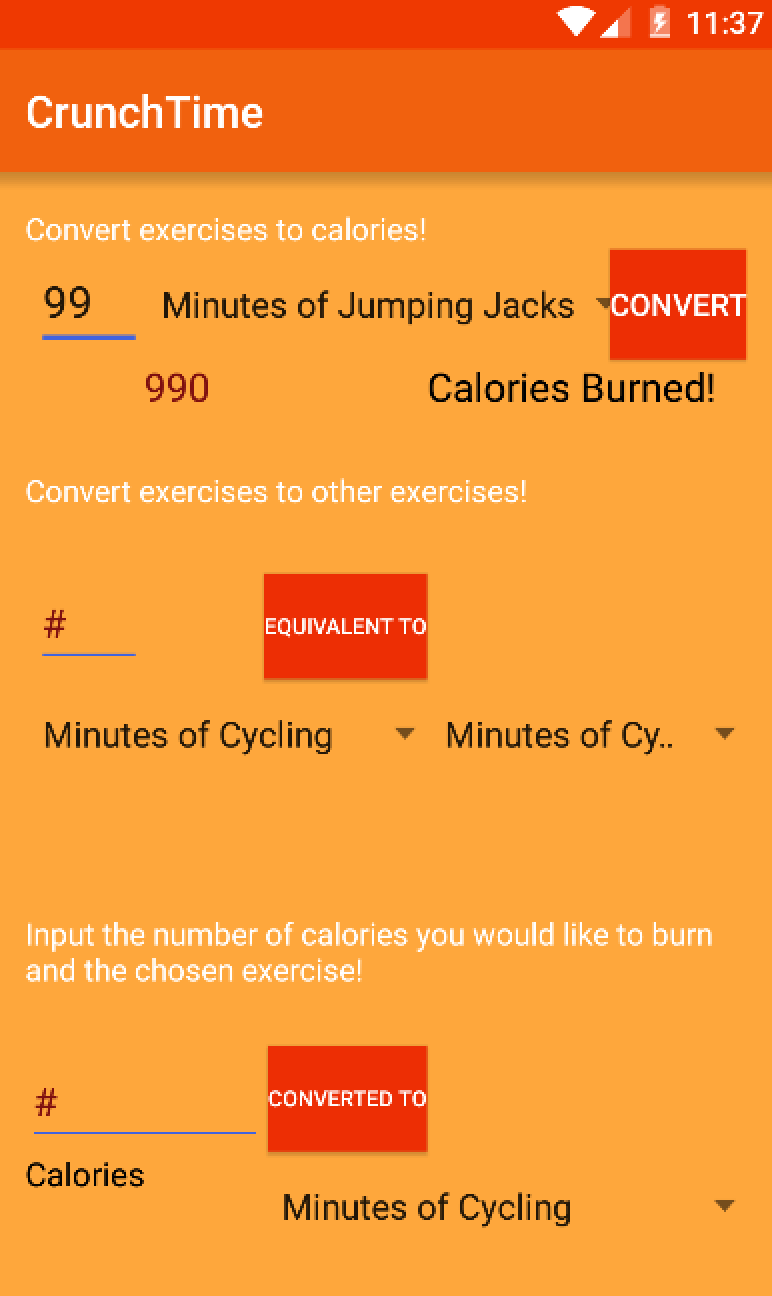 11:37
CrunchTime
Convert exercises to calories!
99 Minutes of Jumping Jacks CONVERT
990 Calories Burned!
Convert exercises to other exercises!
# EQUIVALENT TO
Minutes of Cycling Minutes of Cy..
Input the number of calories you would like to burn
and the chosen exercise!
# CONVERTED TO
Calories
Minutes of Cycling